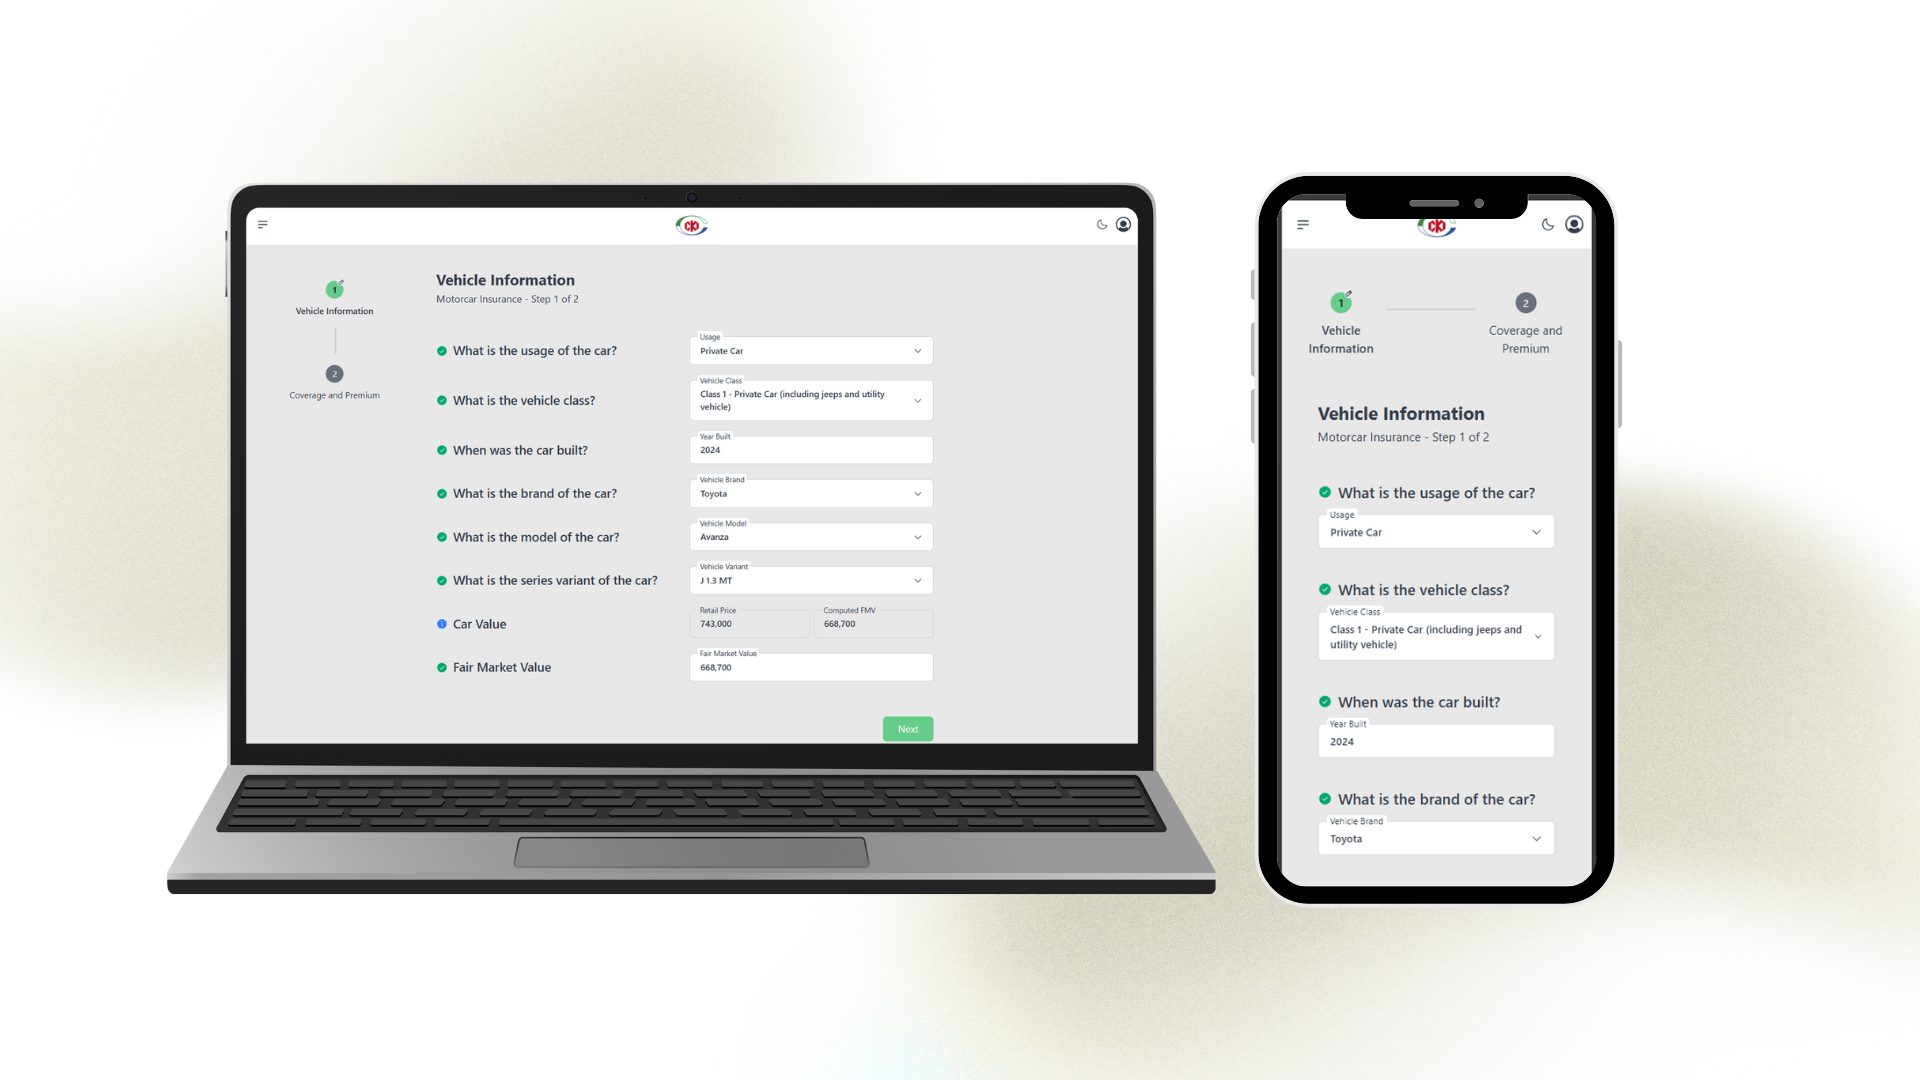 CKI
1
Vehicle Information
2
Coverage and Premium
Vehicle Information
Motorcar Insurance - Step 1 of 2
What is the usage of the car?
Usage
Private Car
What is the vehicle class?
Vehicle Class
Class 1 - Private Car (including jeeps and utility
vehicle)
When was the car built?
Year Built
2024
What is the brand of the car?
Vehicle Brand
Toyota
What is the model of the car?
Vehicle Model
Avanza
What is the series variant of the car?
Vehicle Variant
J 1.3 MT
Car Value
Retail Price
743,000
Computed FMV
668,700
Fair Market Value
Fair Market Value
668,700
Next
CKI
1
Vehicle
Information
2
Coverage and
Premium
Vehicle Information
Motorcar Insurance - Step 1 of 2
What is the usage of the car?
Usage
Private Car
What is the vehicle class?
Vehicle Class
Class 1 - Private Car (including jeeps and
utility vehicle)
When was the car built?
Year Built
2024
What is the brand of the car?
Vehicle Brand
Toyota